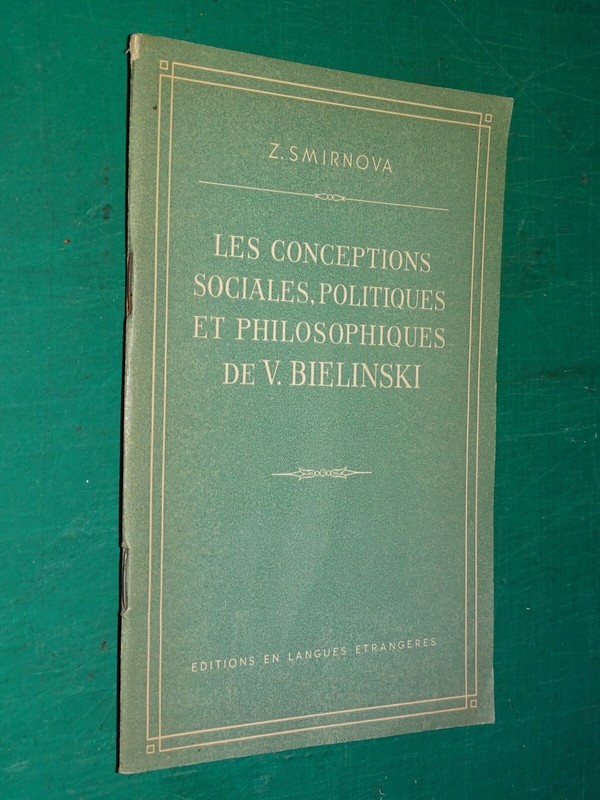 Z. SMIRNOVA
LES CONCEPTIONS
SOCIALES, POLITIQUES
ET PHILOSOPHIQUES
DE V. BIELINSKI
EDITIONS EN LANGUES ETRANGERES